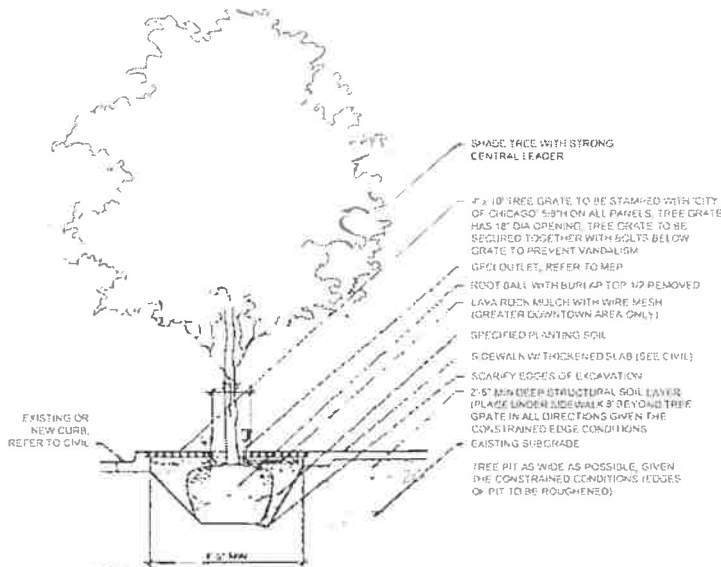 SHADE TREE WITH STRONG
CENTRAL LEADER
10' TREE GRATE TO BE STAMPED WITH "CITY
OF CHICAGO" 5/8"H ON ALL PANELS, TREE GRATE
HAS 18" DIA OPENING, TREE GRATE TO BE
SECURED TOGETHER WITH BOLTS BELOW
GRATE TO PREVENT VANDALISM
GFCI OUTLET, REFER TO MEP
ROOT BALL WITH BURLAP TOP 1/2 REMOVED
LAVA ROCK MULCH WITH WIRE MESH
(GREATER DOWNTOWN AREA ONLY)
SPECIFIED PLANTING SOIL
SIDEWALK W/ THICKENED SLAB (SEE CIVIL)
SCARIFY EDGES OF EXCAVATION
2'-6" MIN DEEP STRUCTURAL SOIL LAYER
(PLACE UNDER SIDEWALK BEYOND TREE
GRATE IN ALL DIRECTIONS GIVEN THE
CONSTRAINED EDGE CONDITIONS
EXISTING SUBGRADE
TREE PIT AS WIDE AS POSSIBLE, GIVEN
THE CONSTRAINED CONDITIONS (EDGES
OF PIT TO BE ROUGHENED)
EXISTING OR
NEW CURB,
REFER TO CIVIL
MIN